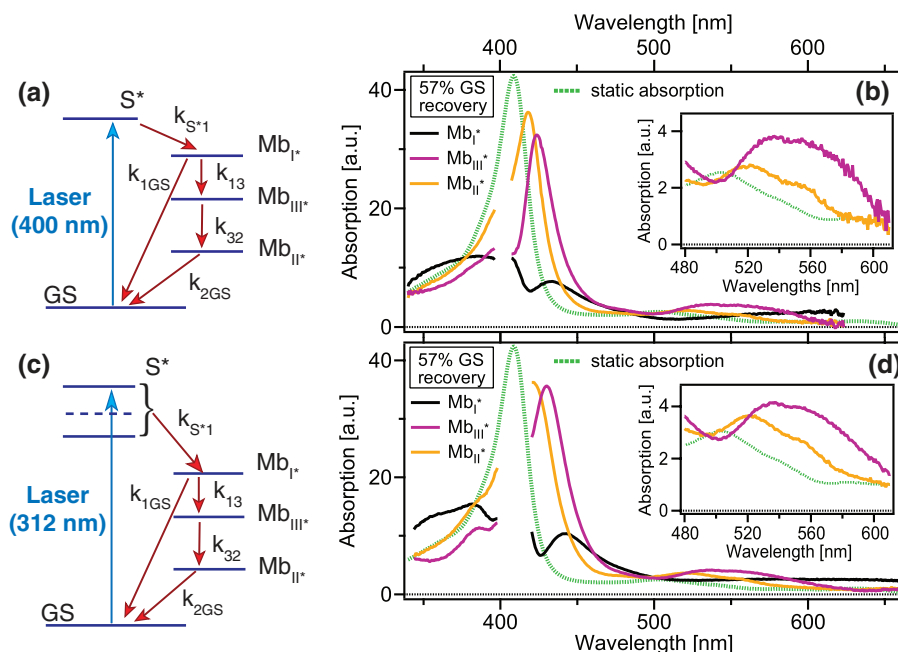 (a)
S*
k_S*1
Mb_I*
k_1GS
k_13
Laser
(400 nm)
Mb_III*
k_32
Mb_II*
k_2GS
GS
Wavelength [nm]
400
500
600
(b)
57% GS
recovery
static absorption
Mb_I*
Mb_III*
Mb_II*
Absorption [a.u.]
40
20
0
Absorption [a.u.]
4
2
0
480
520
560
600
Wavelengths [nm]
(c)
S*
k_S*1
Mb_I*
k_1GS
k_13
Laser
(312 nm)
Mb_III*
k_32
Mb_II*
k_2GS
GS
(d)
57% GS
recovery
static absorption
Mb_I*
Mb_III*
Mb_II*
Absorption [a.u.]
40
20
0
Absorption [a.u.]
4
2
0
480
520
560
600
Wavelength [nm]
400
500
600
Wavelength [nm]